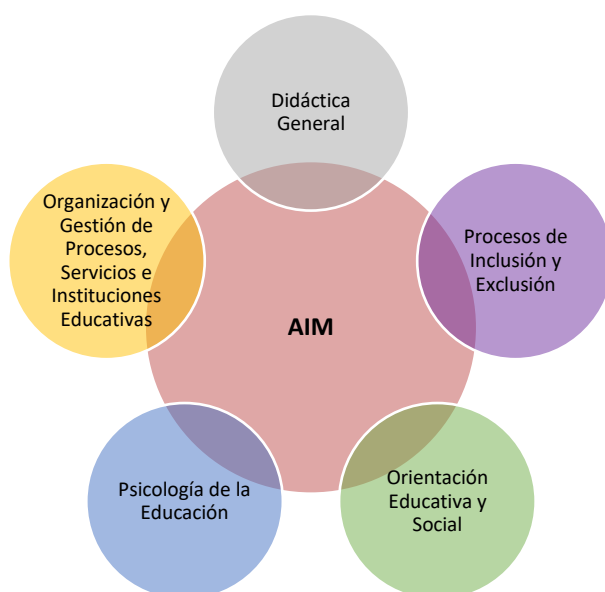 Didáctica
General
Organización y
Gestión de
Procesos,
Servicios e
Instituciones
Educativas
Procesos de
Inclusión y
Exclusión
AIM
Psicología de la
Educación
Orientación
Educativa y
Social